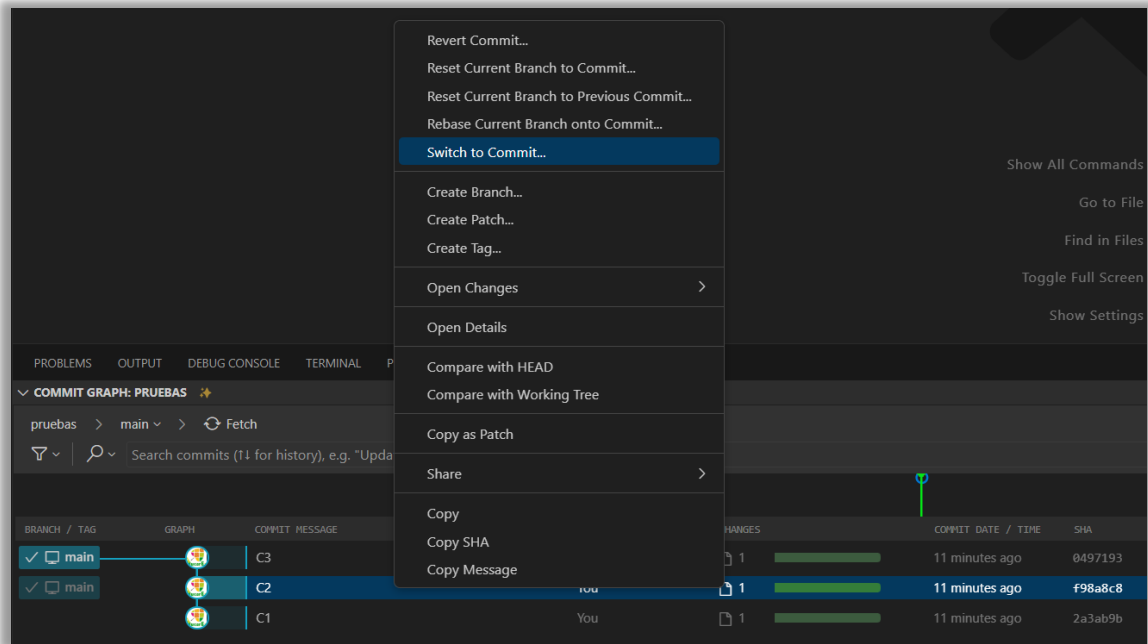 Revert Commit...
Reset Current Branch to Commit...
Reset Current Branch to Previous Commit...
Rebase Current Branch onto Commit...
Switch to Commit...
Create Branch...
Create Patch...
Create Tag...
Open Changes
Open Details
Compare with HEAD
Compare with Working Tree
Copy as Patch
Share
Copy
Copy SHA
Copy Message
Show All Commands
Go to File
Find in Files
Toggle Full Screen
Show Settings
PROBLEMS OUTPUT DEBUG CONSOLE TERMINAL P
COMMIT GRAPH: PRUEBAS
pruebas > main > Fetch
Search commits (↑↓ for history), e.g. "Upda
BRANCH / TAG GRAPH COMMIT MESSAGE HANGES COMMIT DATE / TIME SHA
main C3 1 11 minutes ago 0497193
main C2 You 1 11 minutes ago f98a8c8
C1 You 1 11 minutes ago 2a3ab9b